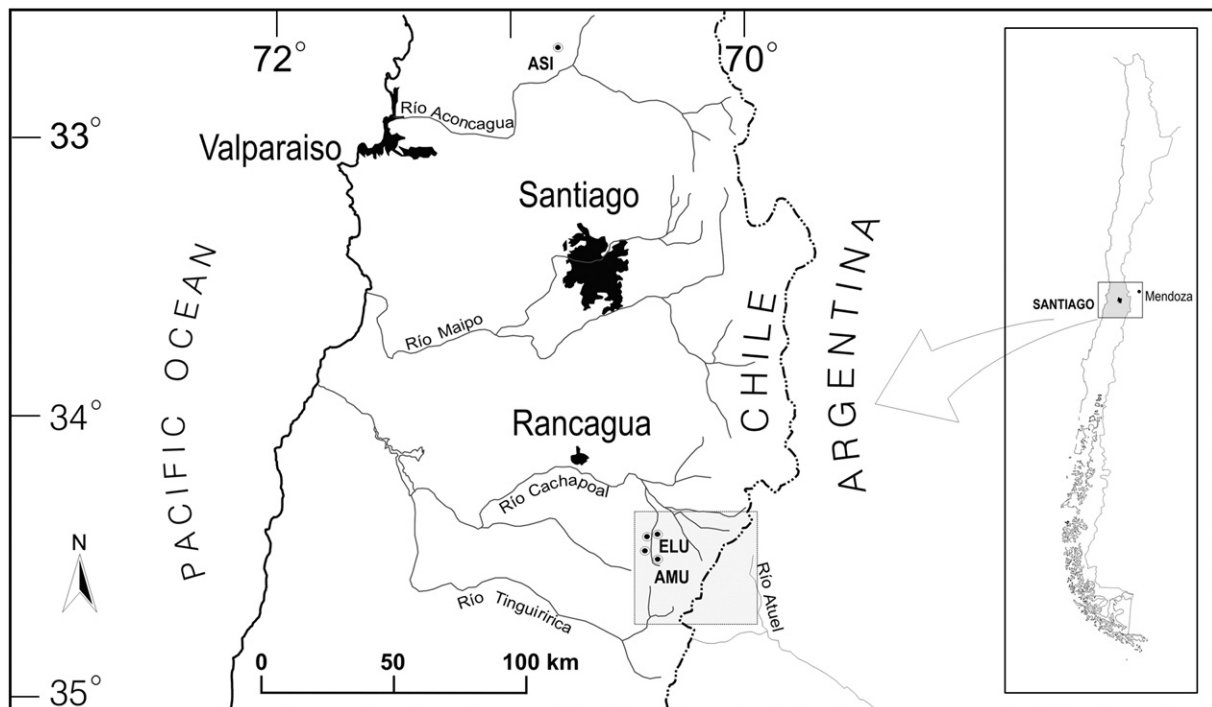 72°
70°
ASI
Río Aconcagua
33°
Valparaiso
Santiago
PACIFIC OCEAN
Río Maipo
CHILE
ARGENTINA
34°
Rancagua
Río Cachapoal
ELU
AMU
Río Atuel
Río Tinguiririca
N
0 50 100 km
35°
SANTIAGO
Mendoza